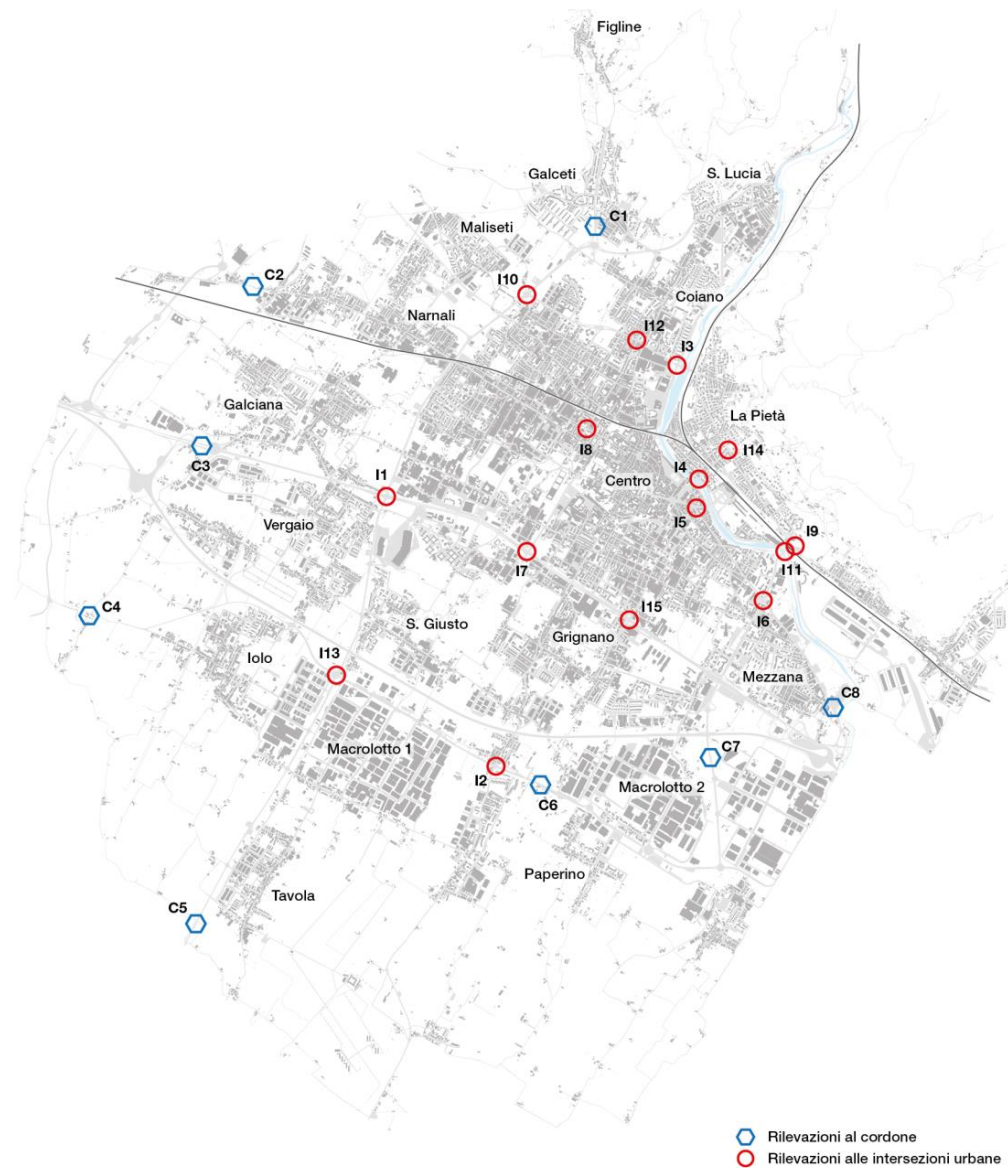 Figline
Galceti
S. Lucia
C1
Maliseti
C2
I10
Coiano
Narnali
I12
I3
Galciana
La Pietà
C3
I8
I14
I4
Centro
I1
I5
Vergaio
I9
I7
I11
C4
S. Giusto
I15
I6
Grignano
Iolo
I13
Mezzana
C8
Macrolotto 1
C7
I2
C6
Macrolotto 2
Paperino
Tavola
C5
Rilevazioni al cordone
Rilevazioni alle intersezioni urbane